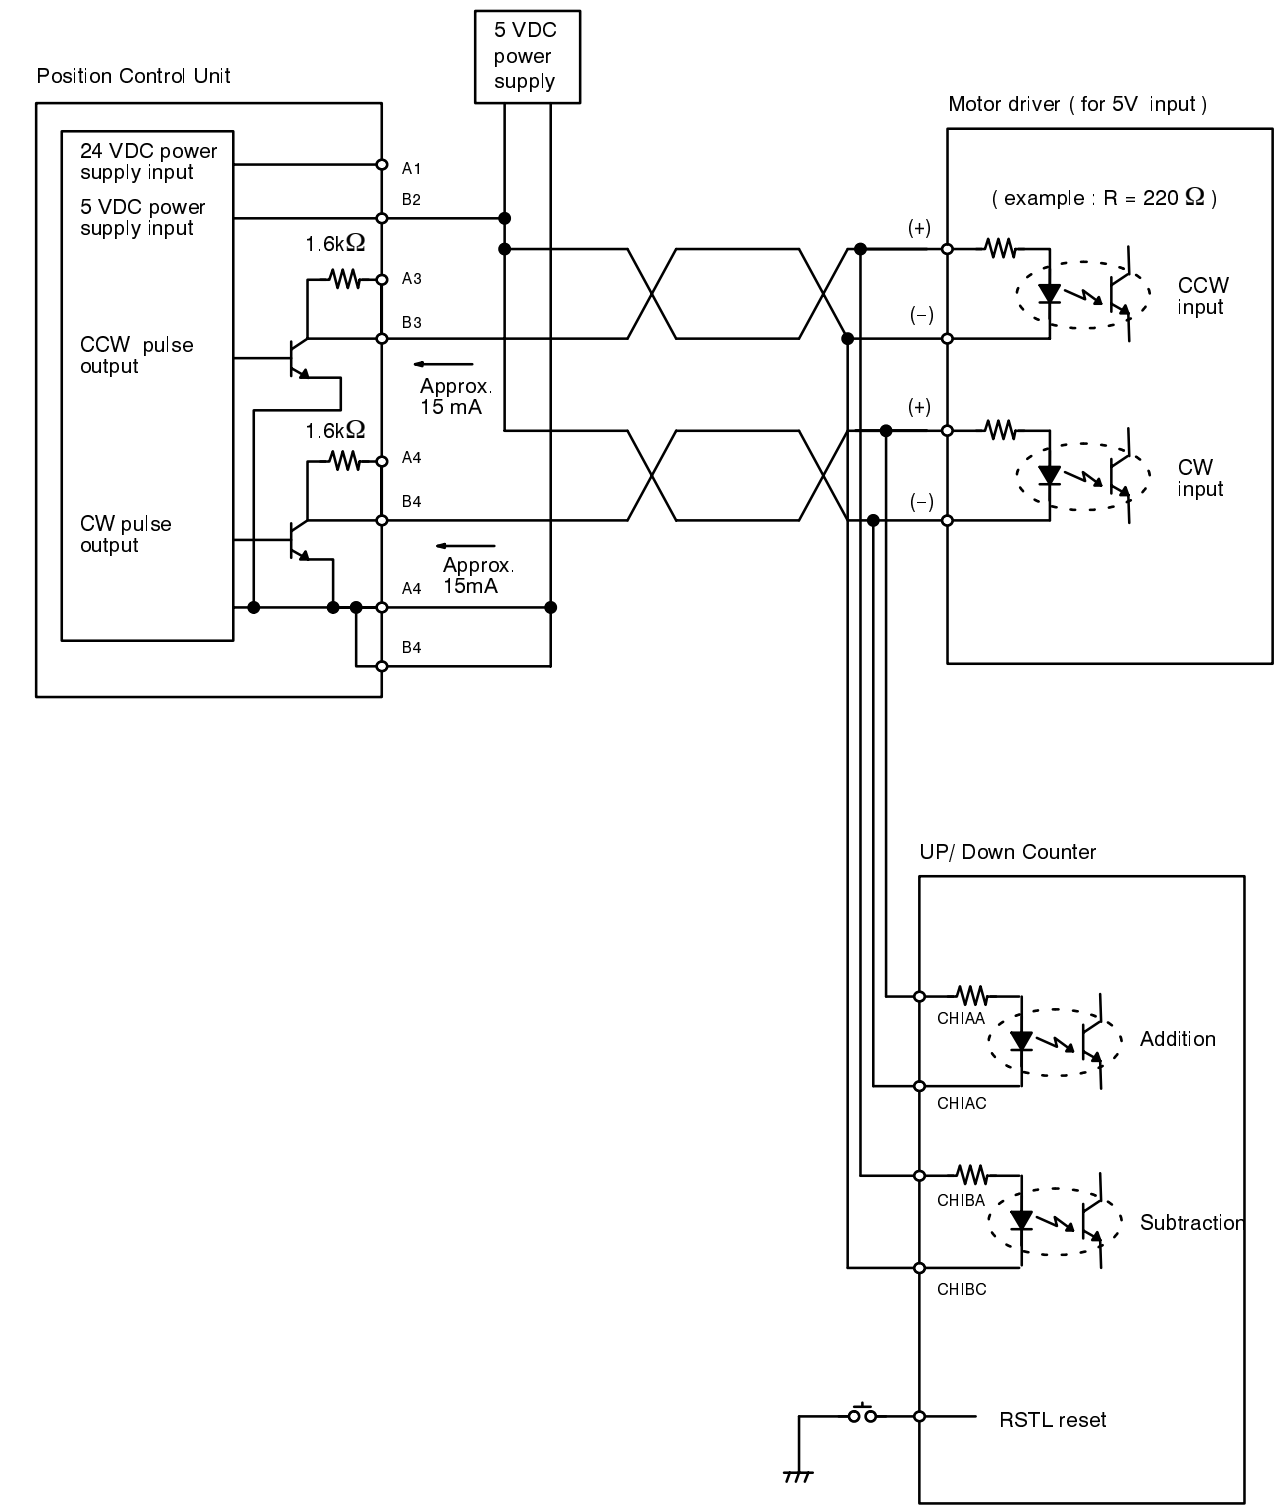 5 VDC
power
supply
Position Control Unit
Motor driver ( for 5V input )
24 VDC power
supply input
A1
B2
5 VDC power
supply input
( example : R = 220 Ω )
(+)
1.6kΩ
A3
CCW
input
B3
(−)
CCW pulse
output
Approx.
15 mA
(+)
1.6kΩ
A4
CW
input
B4
(−)
CW pulse
output
Approx.
15mA
A4
B4
UP/ Down Counter
CHIAA
Addition
CHIAC
CHIBA
Subtraction
CHIBC
RSTL reset